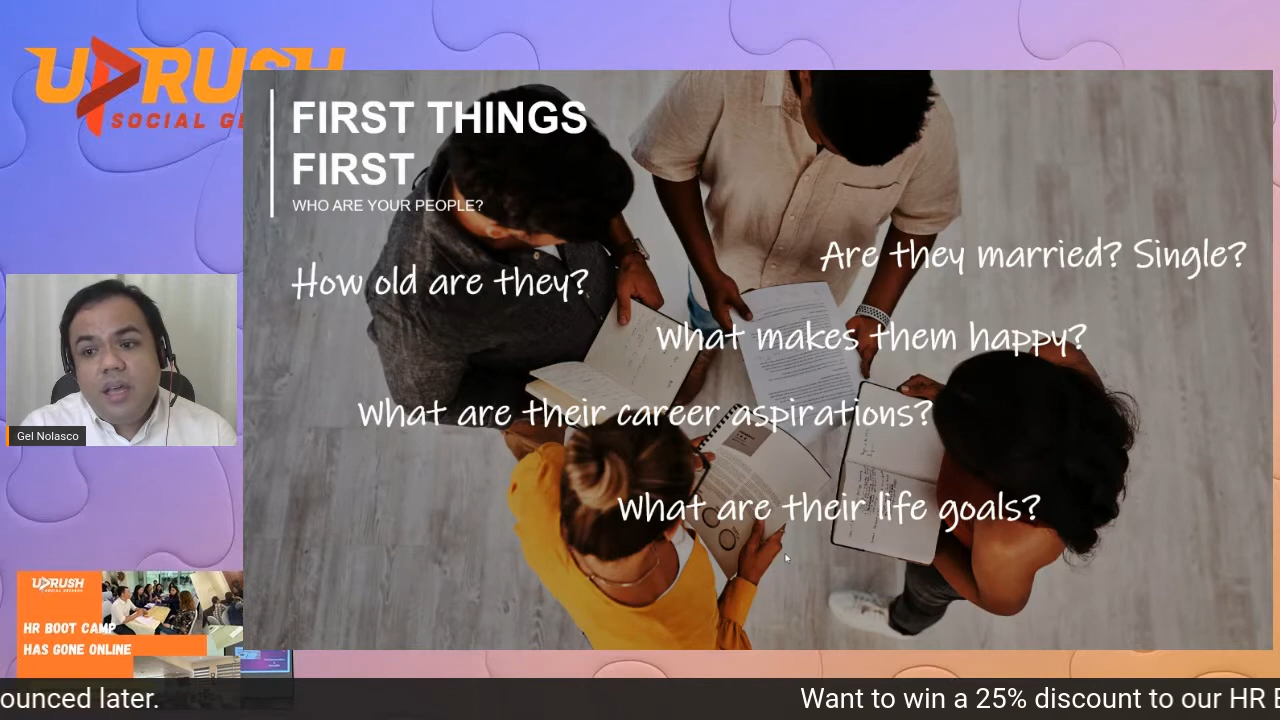 UPRUSH
SOCIAL
FIRST THINGS
FIRST
WHO ARE YOUR PEOPLE?
Are they married? Single?
How old are they?
What makes them happy?
What are their career aspirations?
What are their life goals?
Gel Nolasco
UPRUSH
HR BOOT CAMP
HAS GONE ONLINE
ounced later.
Want to win a 25% discount to our HR